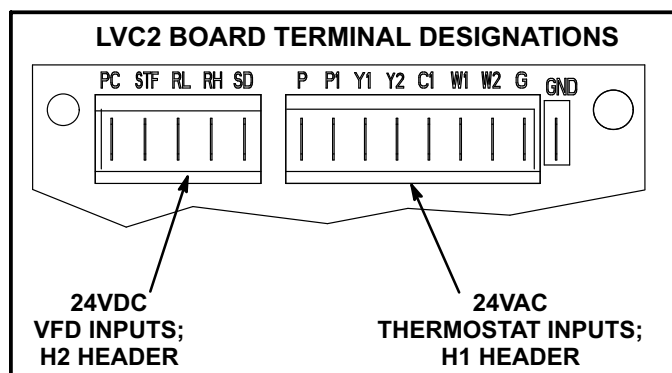 LVC2 BOARD TERMINAL DESIGNATIONS
PC STF RL RH SD P P1 Y1 Y2 C1 W1 W2 G GND
24VDC
VFD INPUTS;
H2 HEADER
24VAC
THERMOSTAT INPUTS;
H1 HEADER